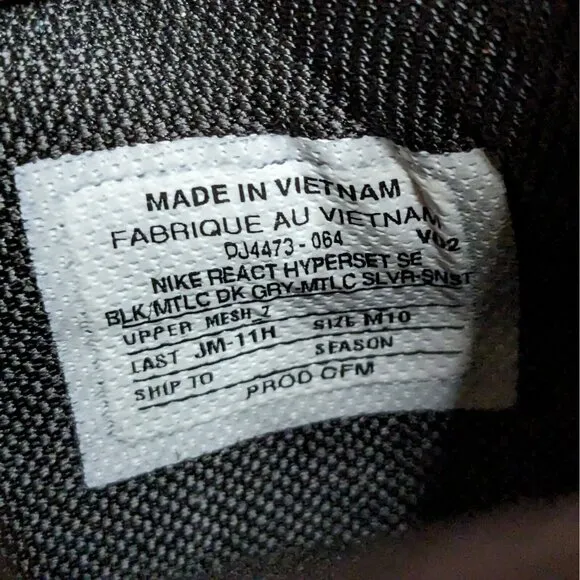 MADE IN VIETNAM
FABRIQUE AU VIETNAM
DJ4473-064 V02
NIKE REACT HYPERSET SE
BLK/MTLC DK GRY-MTLC SLVR-SNST
UPPER MESH 2
LAST JM-11H SIZE M10
SHIP TO SEASON
PROD CFM